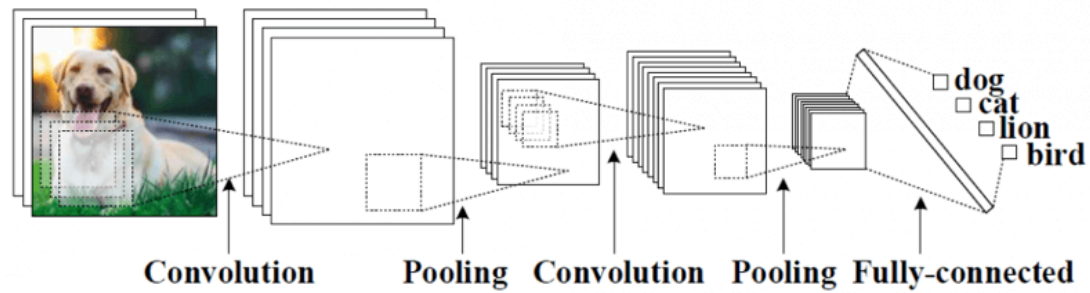 dog
cat
lion
bird
Convolution Pooling Convolution Pooling Fully-connected